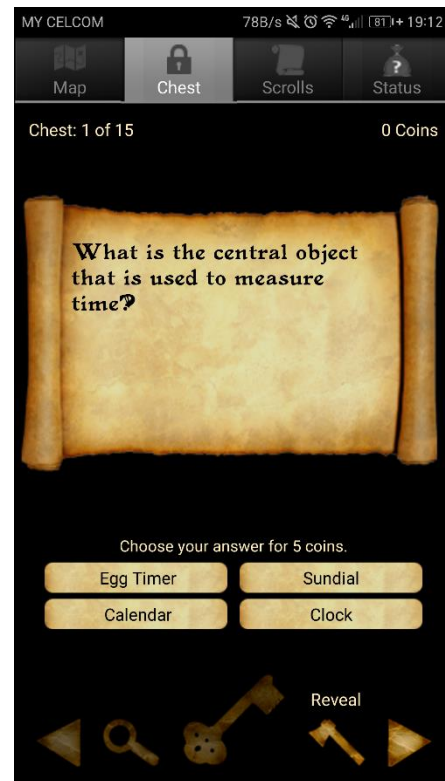 MY CELCOM 78B/s 4G 81 19:12
Map Chest Scrolls Status
Chest: 1 of 15 0 Coins
What is the central object
that is used to measure
time?
Choose your answer for 5 coins.
Egg Timer Sundial
Calendar Clock
Reveal